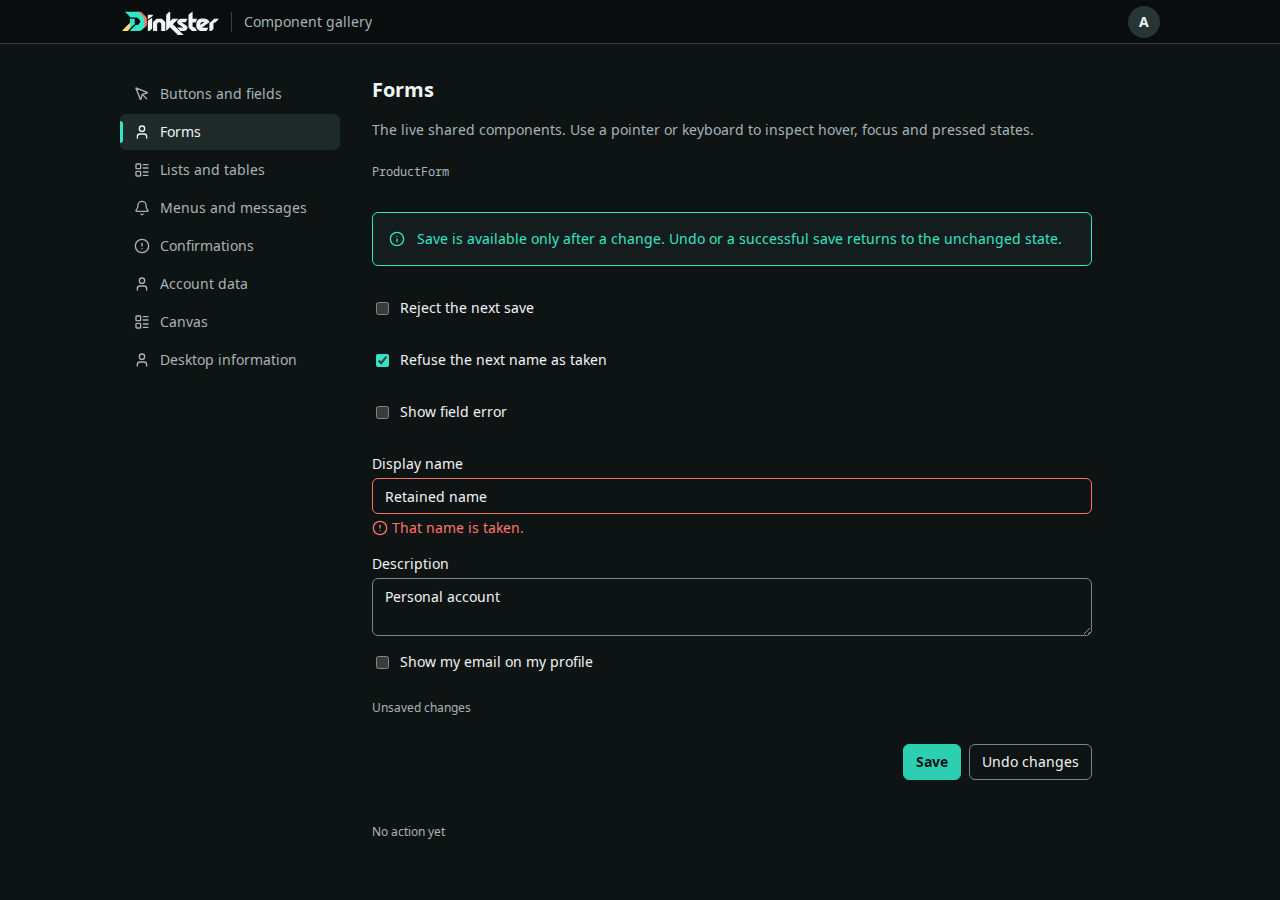 Dinkster
Component gallery
A
Buttons and fields
Forms
Lists and tables
Menus and messages
Confirmations
Account data
Canvas
Desktop information
Forms
The live shared components. Use a pointer or keyboard to inspect hover, focus and pressed states.
ProductForm
Save is available only after a change. Undo or a successful save returns to the unchanged state.
Reject the next save
Refuse the next name as taken
Show field error
Display name
Retained name
That name is taken.
Description
Personal account
Show my email on my profile
Unsaved changes
Save
Undo changes
No action yet